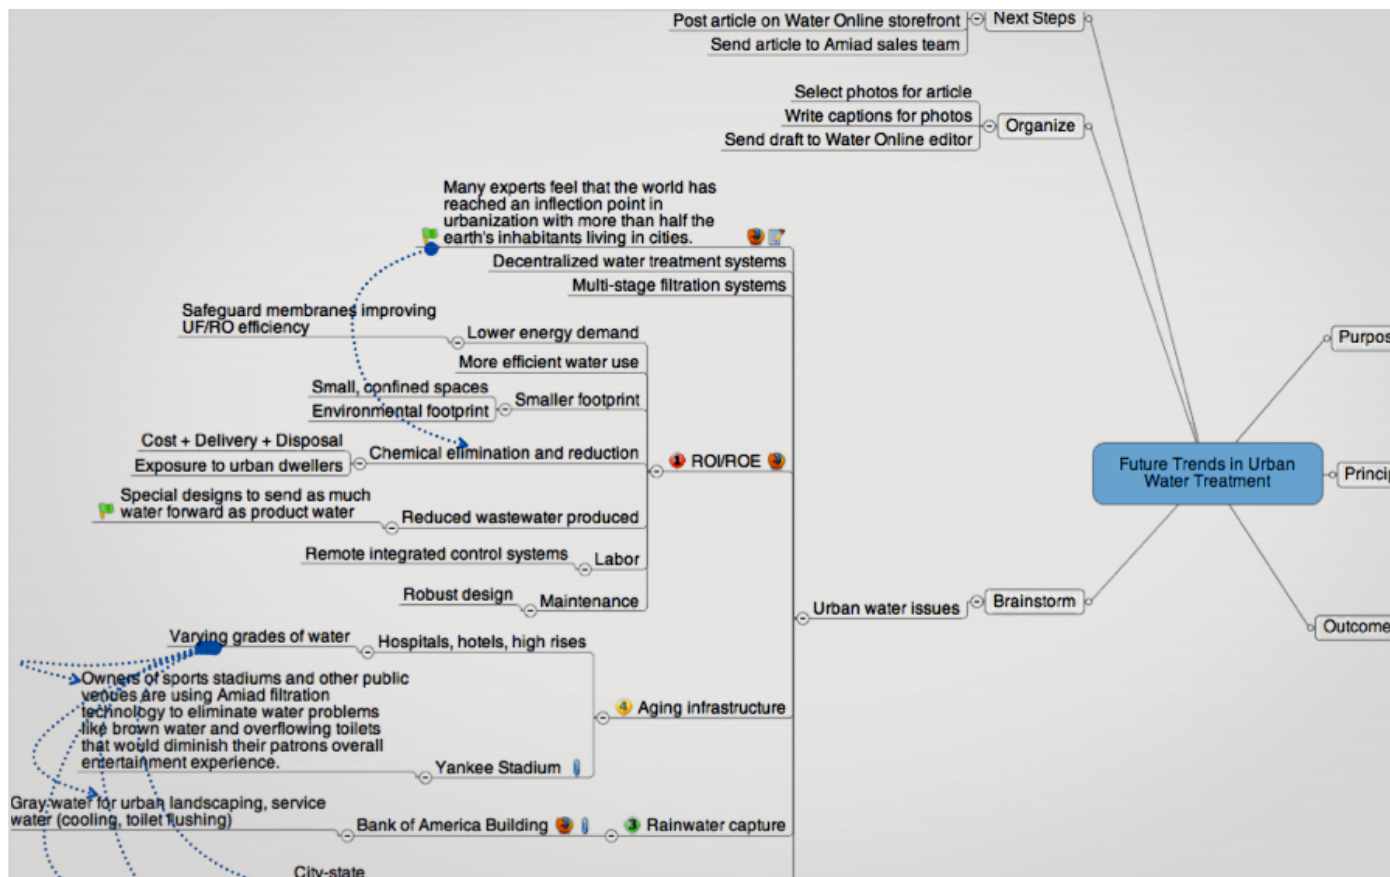 Post article on Water Online storefront
Send article to Amiad sales team
Next Steps
Select photos for article
Write captions for photos
Send draft to Water Online editor
Organize
Many experts feel that the world has
reached an inflection point in
urbanization with more than half the
earth's inhabitants living in cities.
Decentralized water treatment systems
Multi-stage filtration systems
Safeguard membranes improving
UF/RO efficiency
Lower energy demand
More efficient water use
Small, confined spaces
Environmental footprint
Smaller footprint
Cost + Delivery + Disposal
Exposure to urban dwellers
Chemical elimination and reduction
1 ROI/ROE
Special designs to send as much
water forward as product water
Reduced wastewater produced
Remote integrated control systems
Labor
Robust design
Maintenance
Urban water issues
Brainstorm
Future Trends in Urban
Water Treatment
Purpos
Princip
Outcome
Varying grades of water
Hospitals, hotels, high rises
Owners of sports stadiums and other public
venues are using Amiad filtration
technology to eliminate water problems
like brown water and overflowing toilets
that would diminish their patrons overall
entertainment experience.
Yankee Stadium
4 Aging infrastructure
Gray water for urban landscaping, service
water (cooling, toilet flushing)
Bank of America Building
3 Rainwater capture
City-state